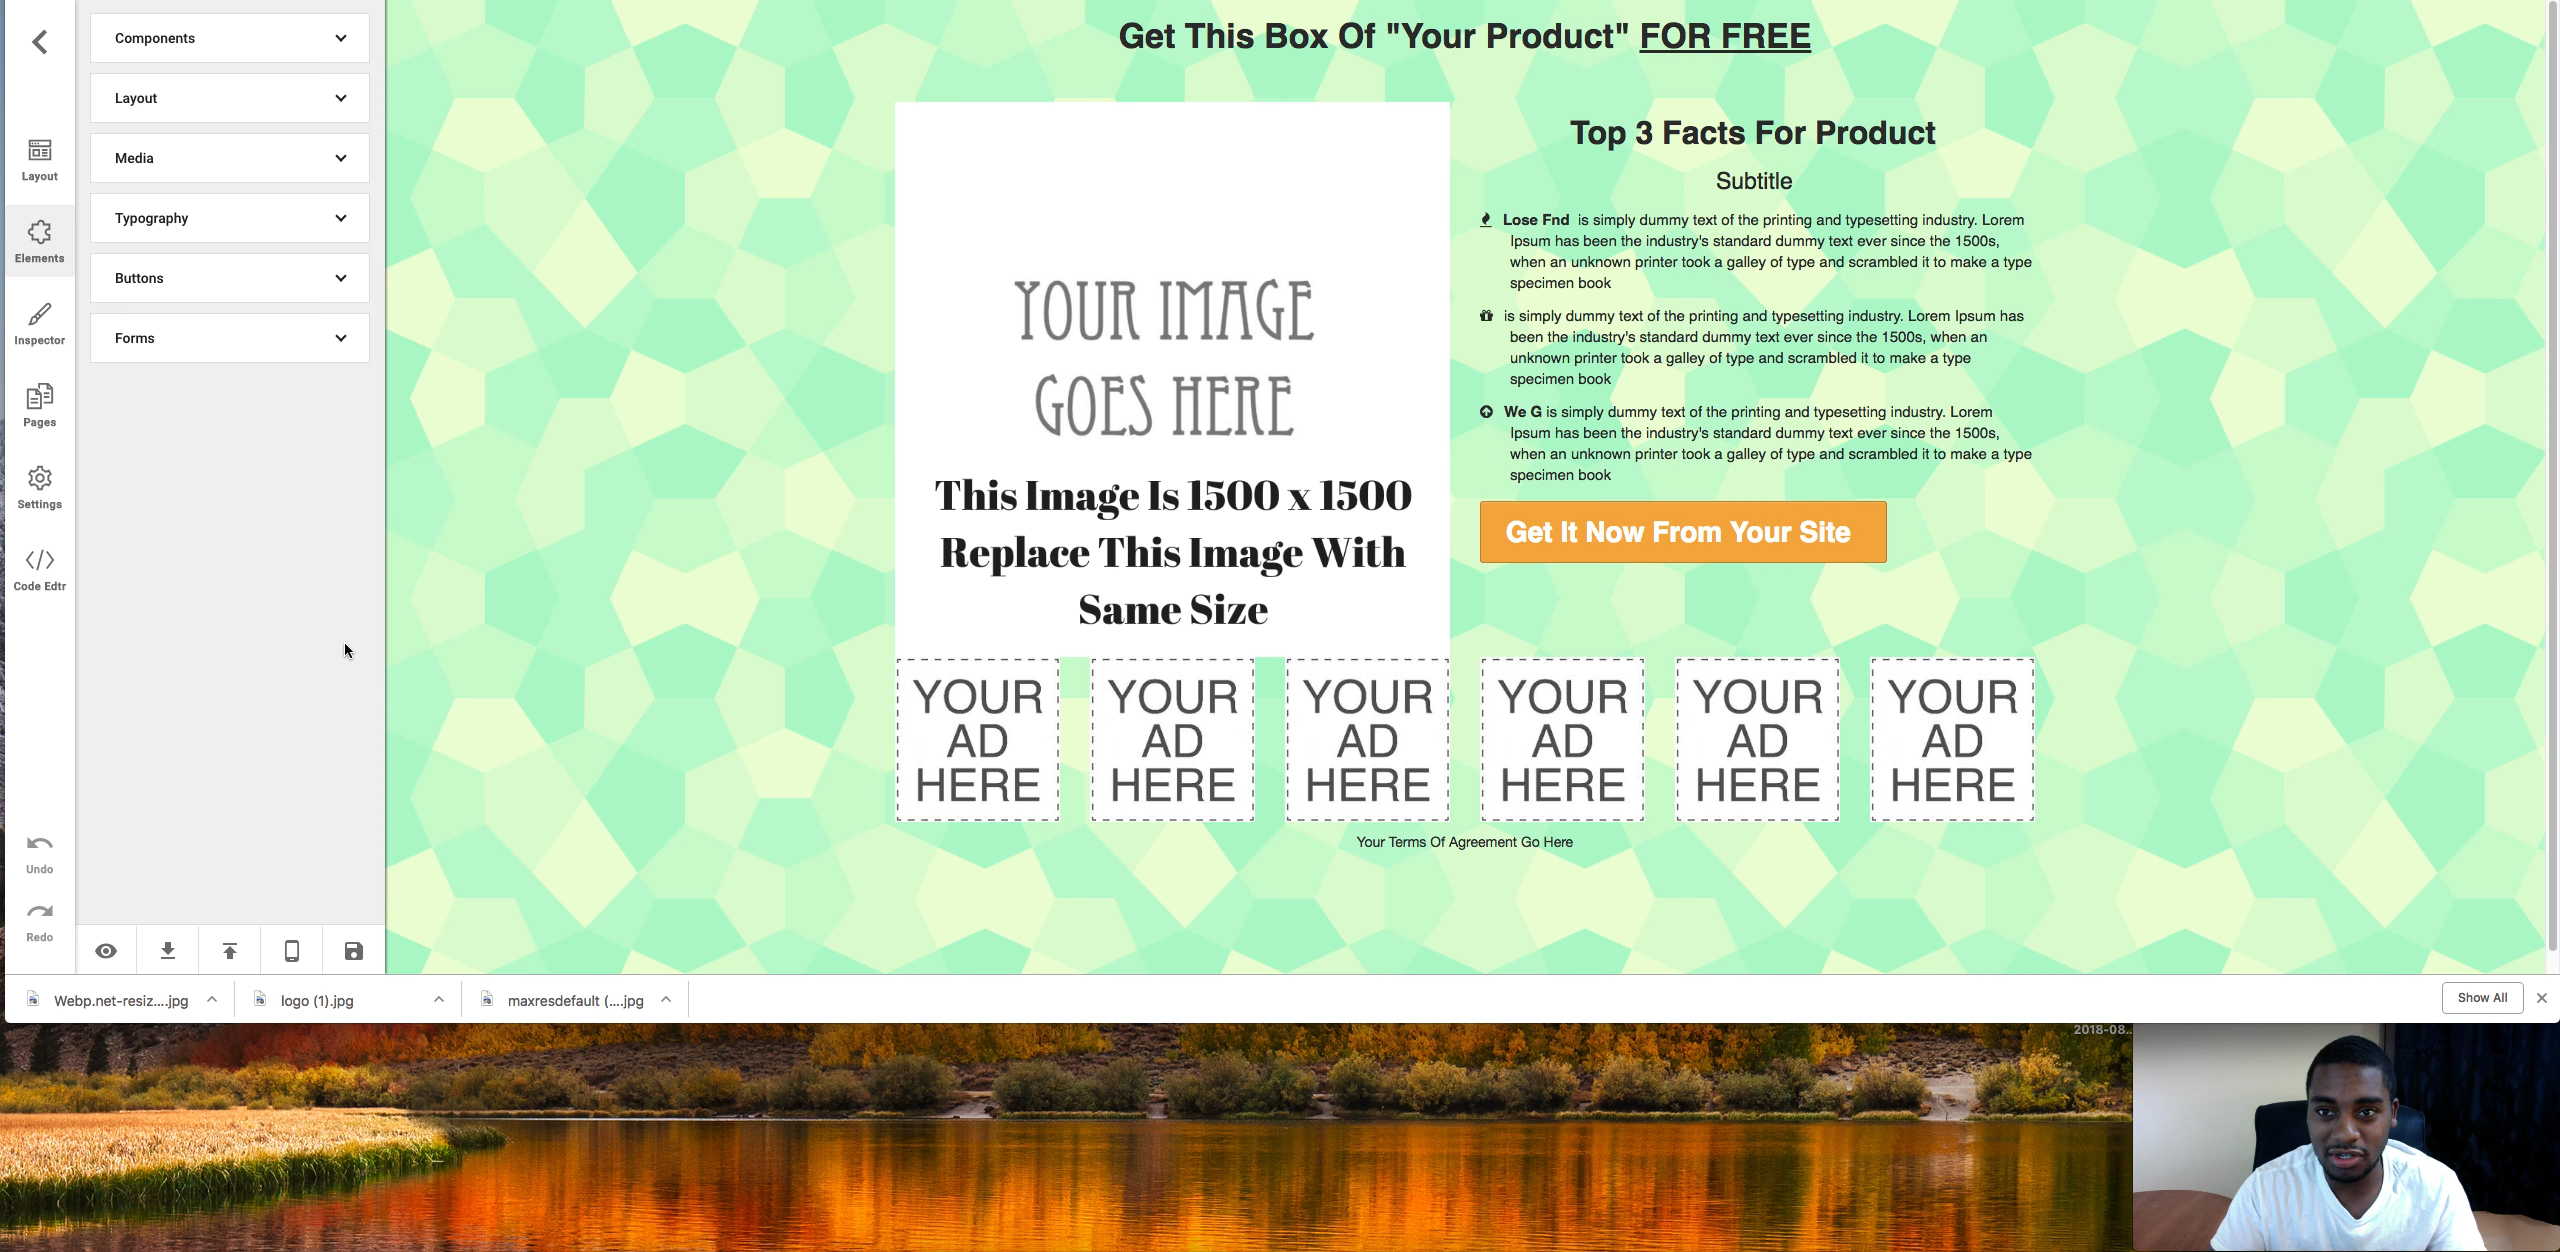 Components
Layout
Media
Typography
Buttons
Forms
Layout
Elements
Inspector
Pages
Settings
Code Edtr
Undo
Redo
Get This Box Of "Your Product" FOR FREE
YOUR IMAGE
GOES HERE
This Image Is 1500 x 1500
Replace This Image With
Same Size
Top 3 Facts For Product
Subtitle
Lose Fnd is simply dummy text of the printing and typesetting industry. Lorem
Ipsum has been the industry's standard dummy text ever since the 1500s,
when an unknown printer took a galley of type and scrambled it to make a type
specimen book
is simply dummy text of the printing and typesetting industry. Lorem Ipsum has
been the industry's standard dummy text ever since the 1500s, when an
unknown printer took a galley of type and scrambled it to make a type
specimen book
We G is simply dummy text of the printing and typesetting industry. Lorem
Ipsum has been the industry's standard dummy text ever since the 1500s,
when an unknown printer took a galley of type and scrambled it to make a type
specimen book
Get It Now From Your Site
YOUR
AD
HERE
YOUR
AD
HERE
YOUR
AD
HERE
YOUR
AD
HERE
YOUR
AD
HERE
YOUR
AD
HERE
Your Terms Of Agreement Go Here
Webp.net-resiz....jpg
logo (1).jpg
maxresdefault (....jpg
Show All
2018-08...